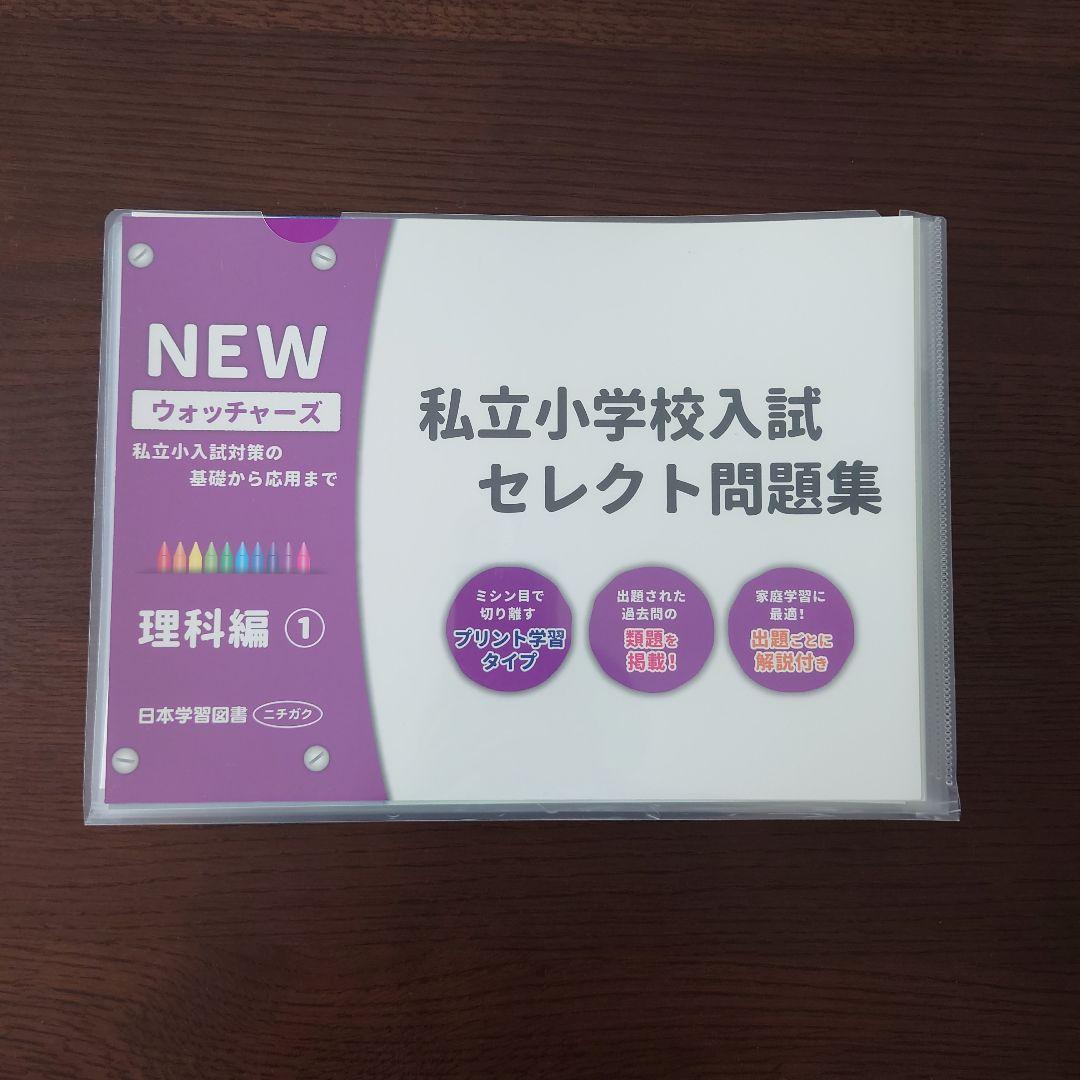 NEW
ウォッチャーズ
私立小入試対策の
基礎から応用まで
理科編 ①
日本学習図書 ニチガク
私立小学校入試
セレクト問題集
ミシン目で
切り離す
プリント学習
タイプ
出題された
過去問の
類題を
掲載!
家庭学習に
最適!
出題ごとに
解説付き